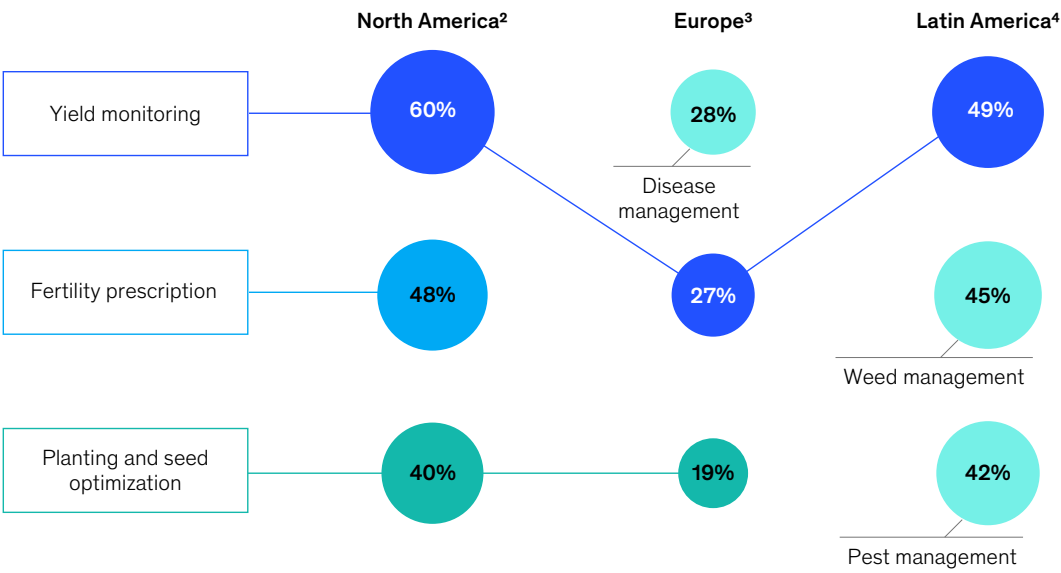 North America² Europe³ Latin America⁴
Yield monitoring 60% 28% 49%
Disease
management
Fertility prescription 48% 27% 45%
Weed management
Planting and seed
optimization
40% 19% 42%
Pest management